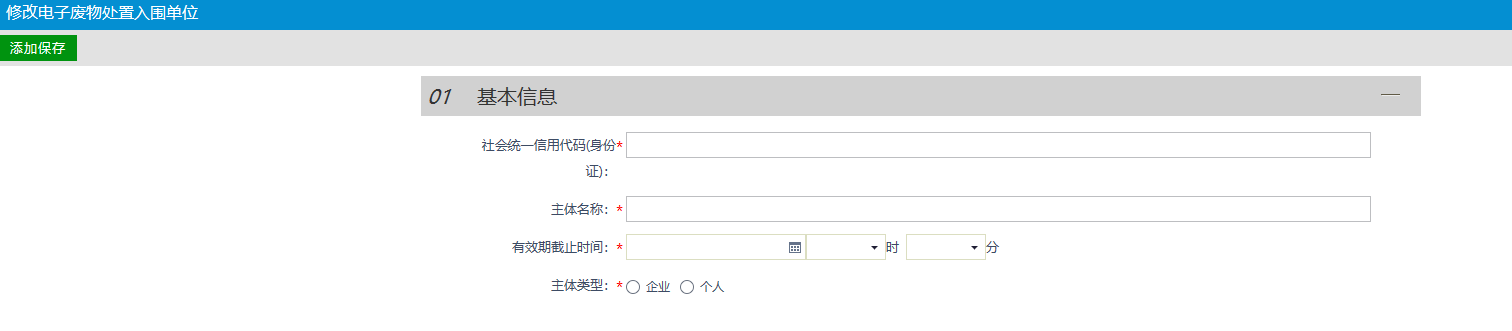 修改电子废物处置入围单位
添加保存
01 基本信息
社会统一信用代码(身份*
证):
主体名称: *
有效期截止时间: * 时 分
主体类型: * 企业 个人